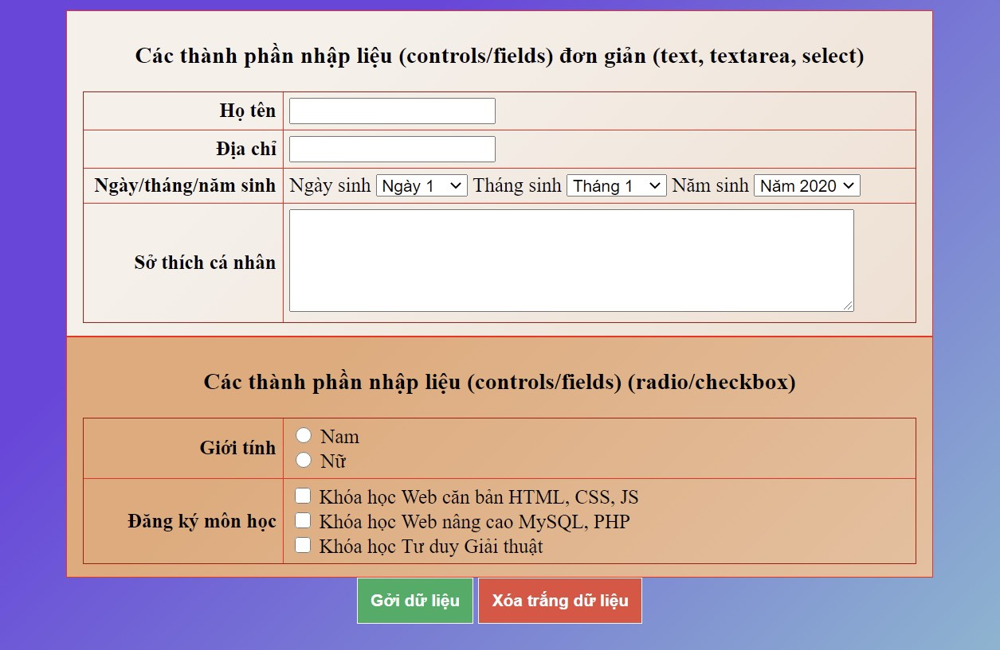 Các thành phần nhập liệu (controls/fields) đơn giản (text, textarea, select)
Họ tên
Địa chỉ
Ngày/tháng/năm sinh Ngày sinh Ngày 1 Tháng sinh Tháng 1 Năm sinh Năm 2020
Sở thích cá nhân
Các thành phần nhập liệu (controls/fields) (radio/checkbox)
Giới tính
Nam
Nữ
Đăng ký môn học
Khóa học Web căn bản HTML, CSS, JS
Khóa học Web nâng cao MySQL, PHP
Khóa học Tư duy Giải thuật
Gởi dữ liệu Xóa trắng dữ liệu